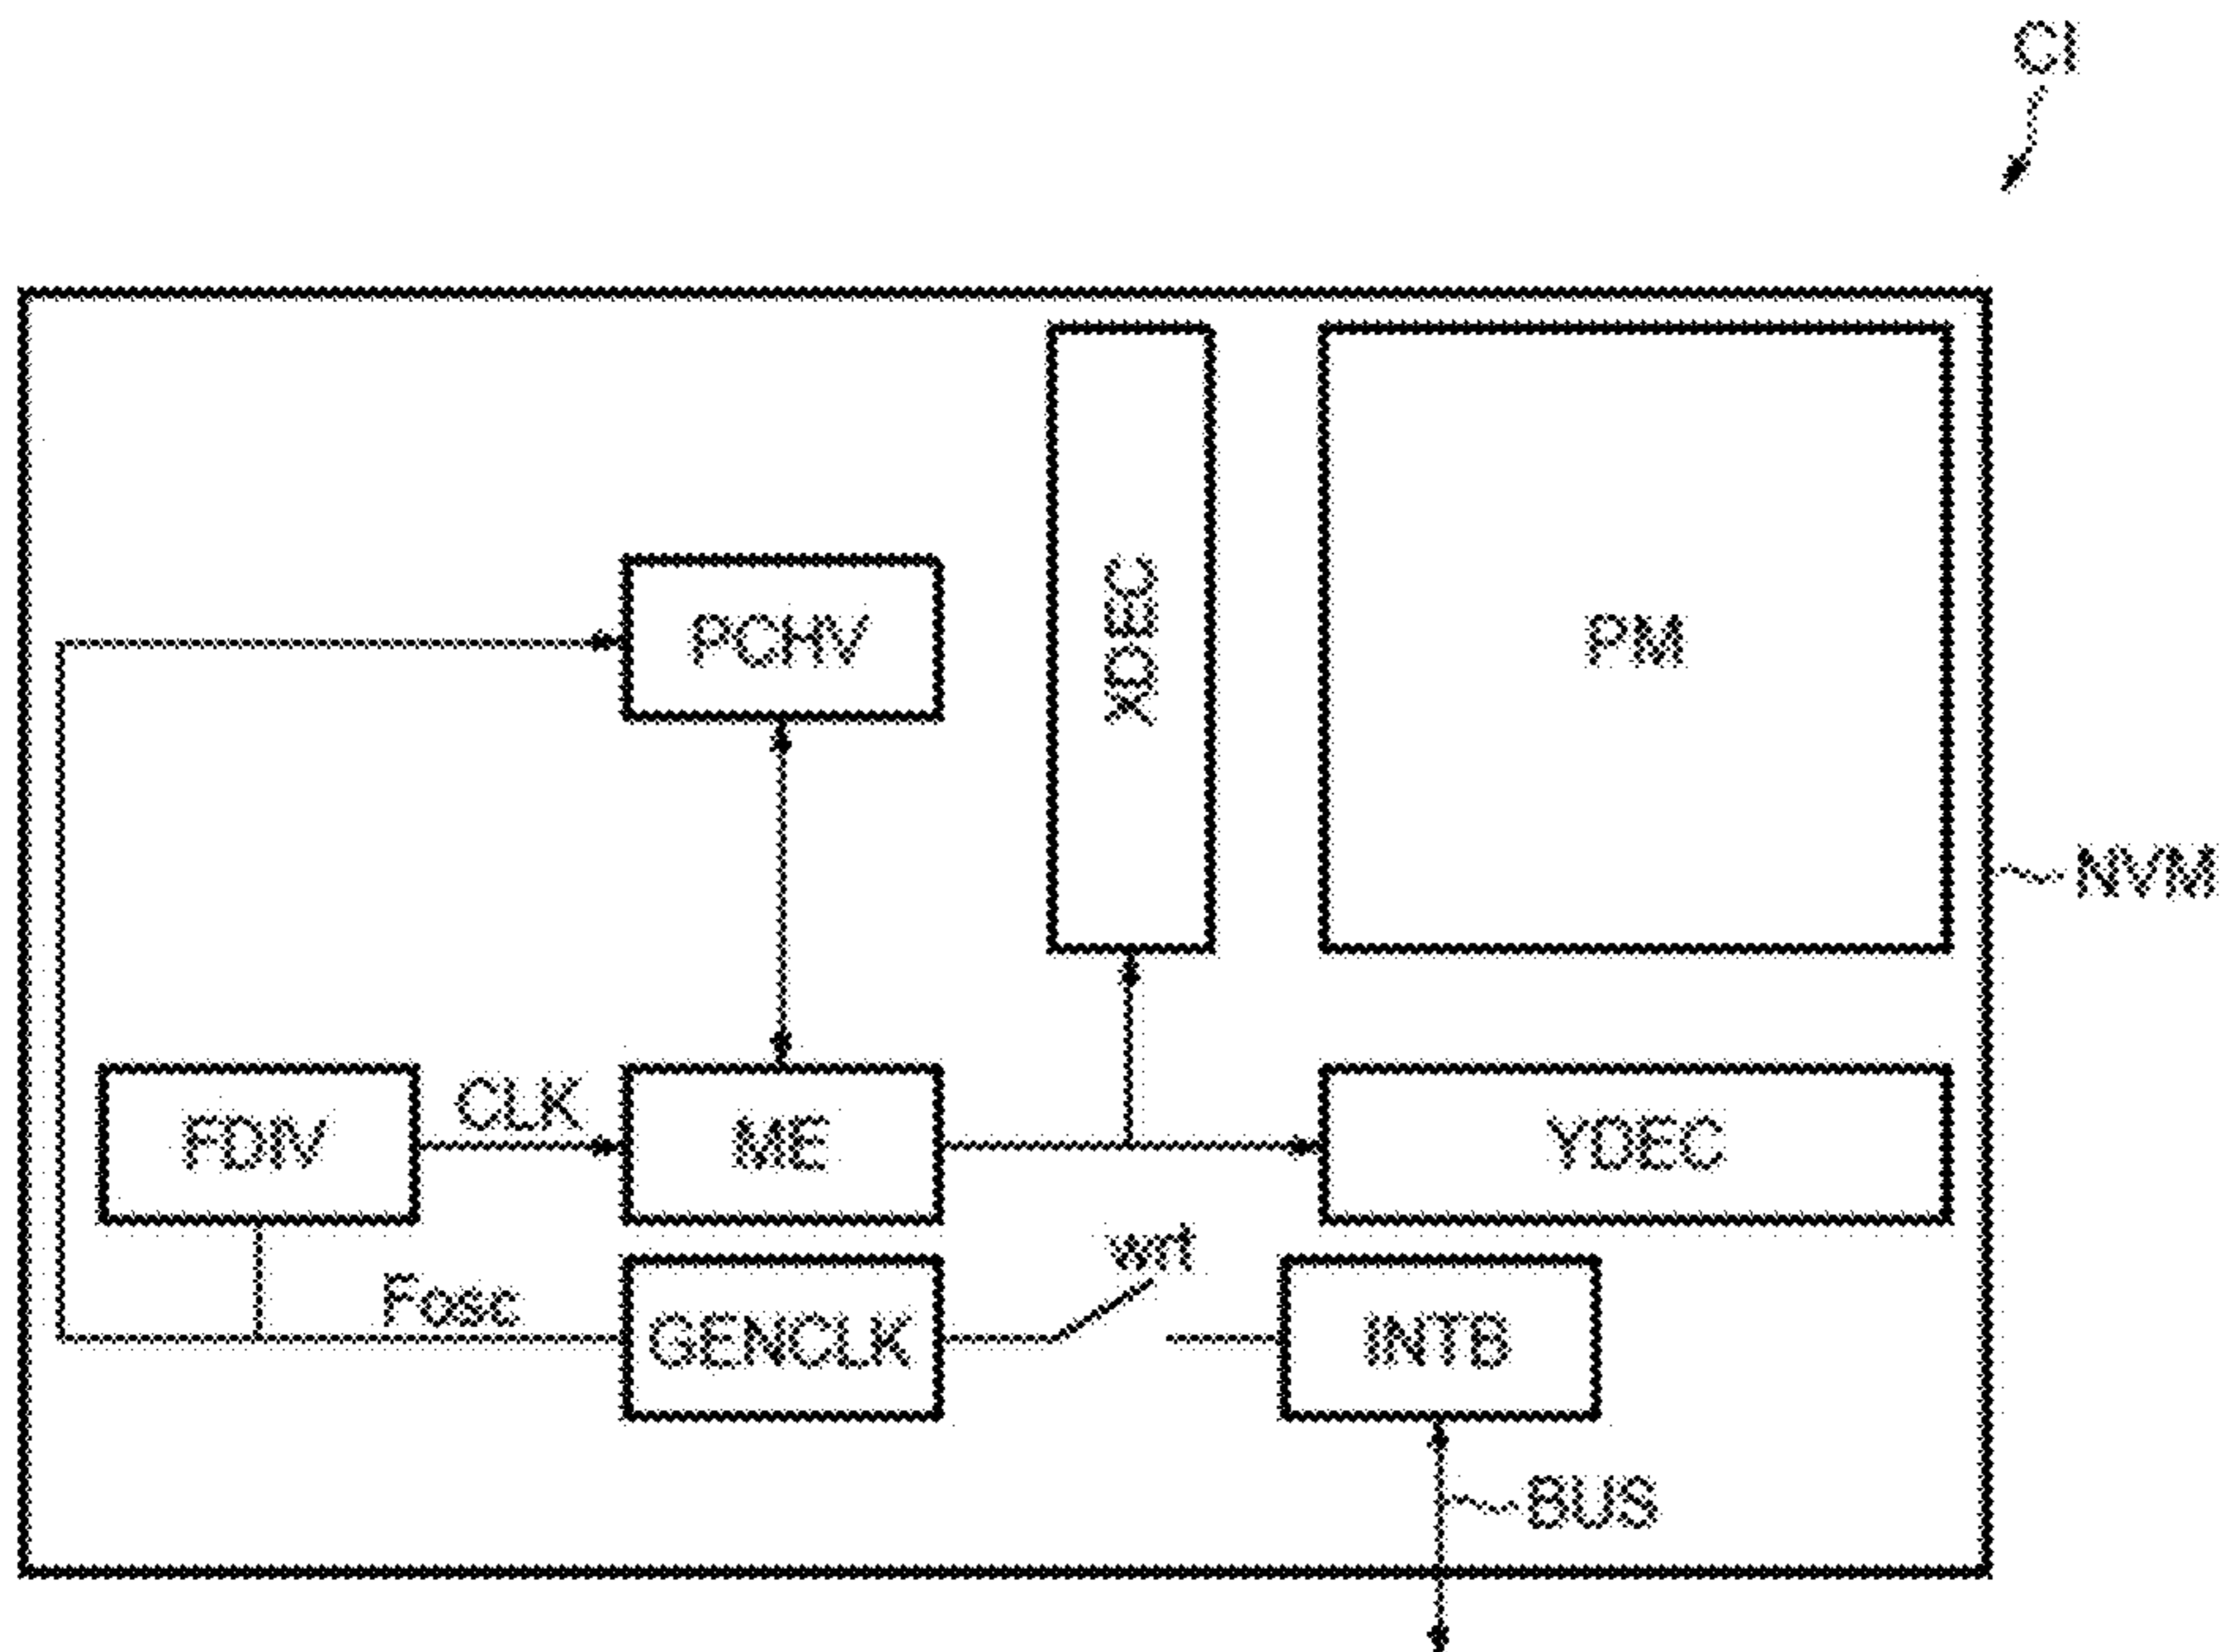 CI
XDEC
PCHV
PM
NVM
CLK
FDIV
ME
YDEC
wrt
Fosc
GENCLK
INTB
BUS